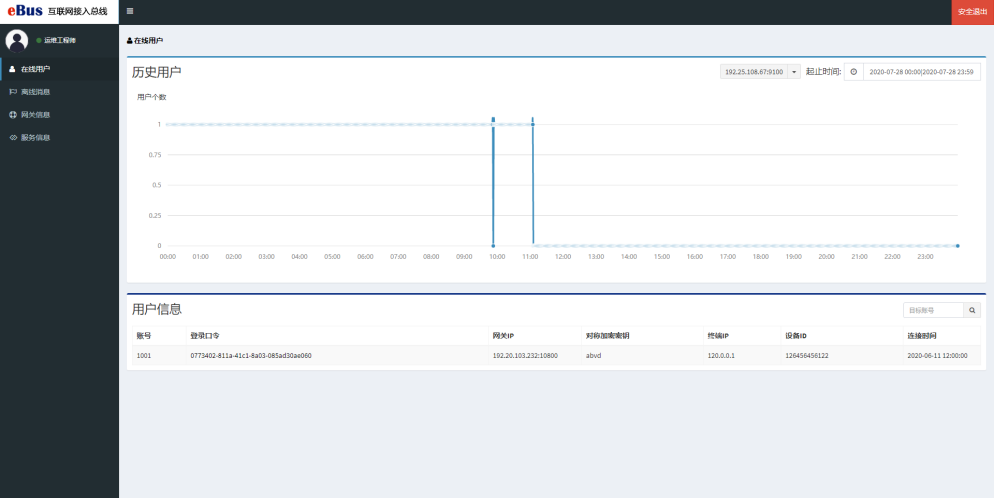 eBus 互联网接入总线
安全退出
运维工程师
在线用户
离线消息
网关信息
服务信息
在线用户
历史用户
192.25.108.67:9100 起止时间: 2020-07-28 00:00|2020-07-28 23:59
用户个数
1
0.75
0.5
0.25
0
00:00 01:00 02:00 03:00 04:00 05:00 06:00 07:00 08:00 09:00 10:00 11:00 12:00 13:00 14:00 15:00 16:00 17:00 18:00 19:00 20:00 21:00 22:00 23:00
用户信息
目标账号
账号 登录口令 网关IP 对称加密密钥 终端IP 设备ID 连接时间
1001 0773402-811a-41c1-8a03-085ad30ae060 192.20.103.232:10800 abvd 120.0.0.1 126456456122 2020-06-11 12:00:00